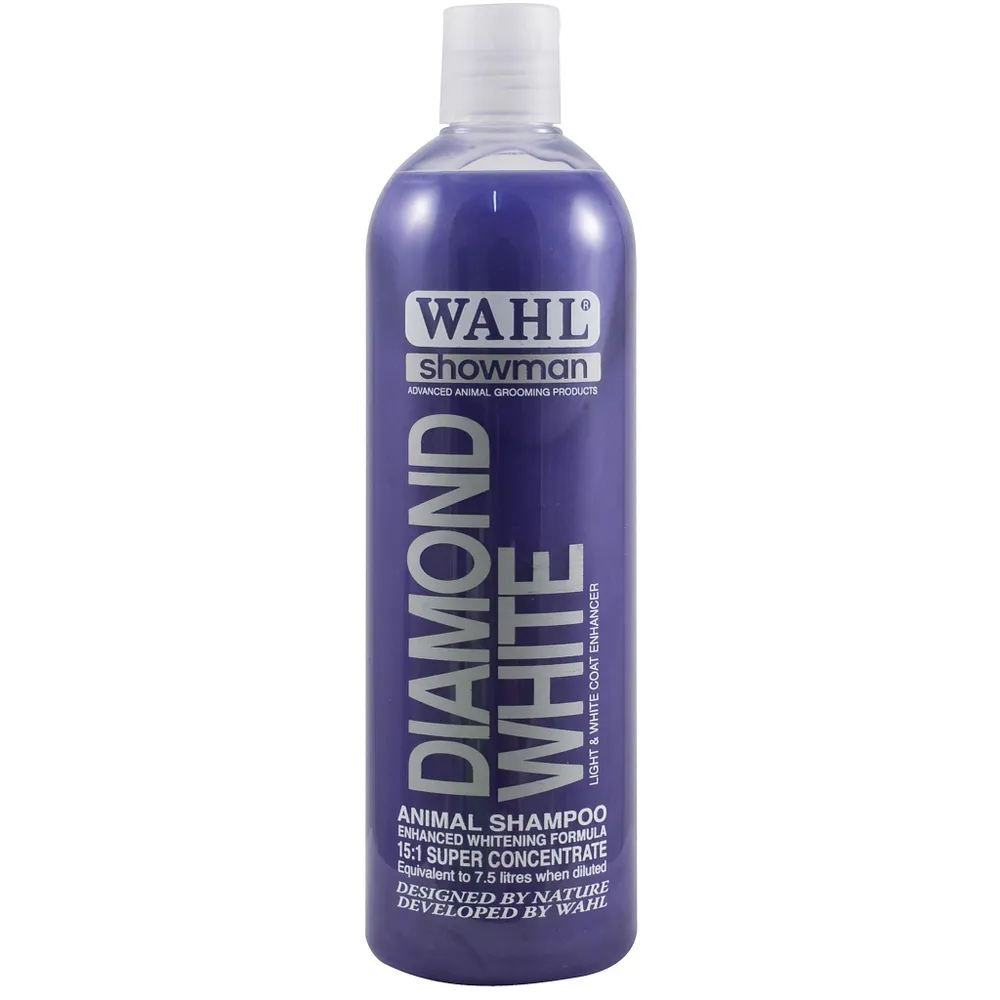 WAHL®
showman
ADVANCED ANIMAL GROOMING PRODUCTS
DIAMOND
WHITE
LIGHT & WHITE COAT ENHANCER
ANIMAL SHAMPOO
ENHANCED WHITENING FORMULA
15:1 SUPER CONCENTRATE
Equivalent to 7.5 litres when diluted
DESIGNED BY NATURE
DEVELOPED BY WAHL